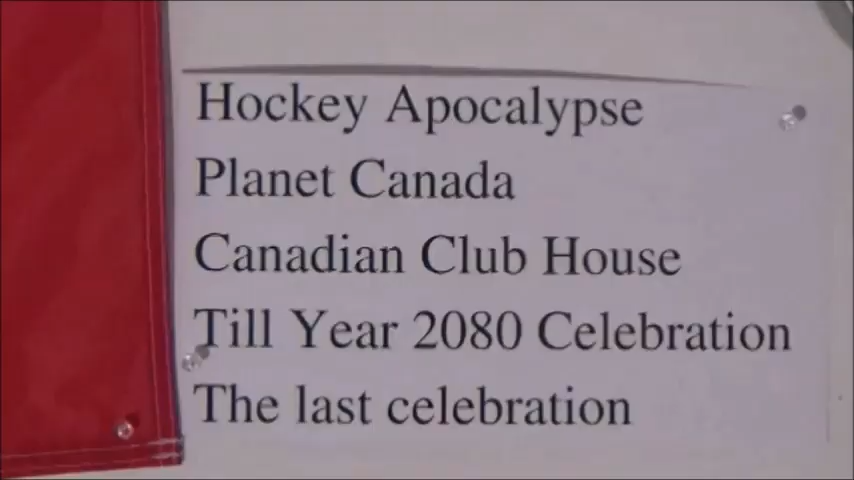 Hockey Apocalypse
Planet Canada
Canadian Club House
Till Year 2080 Celebration
The last celebration